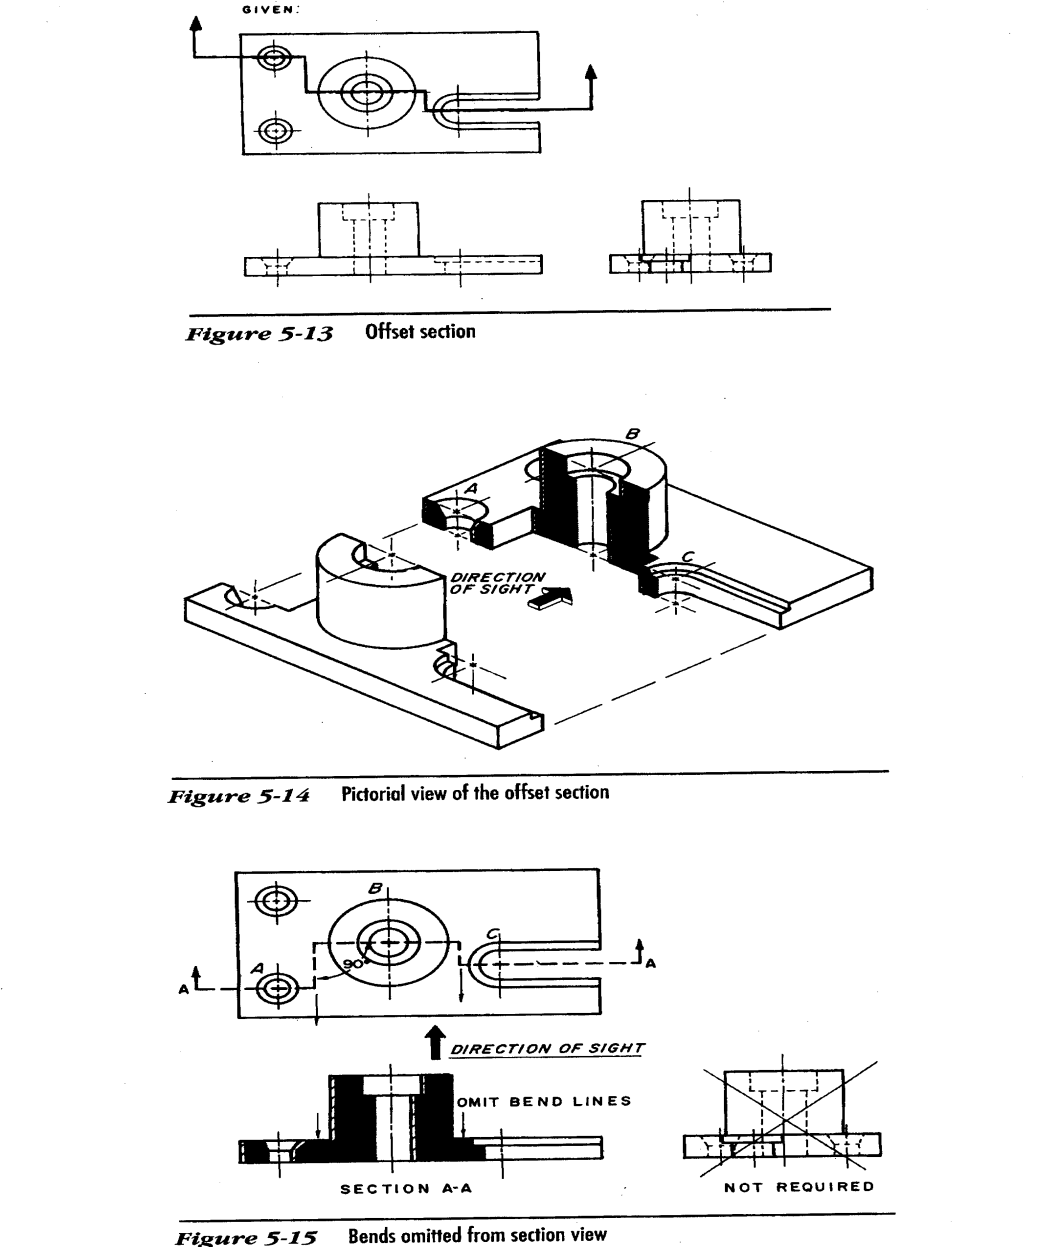 GIVEN:
Figure 5-13 Offset section
B
A
C
DIRECTION
OF SIGHT
Figure 5-14 Pictorial view of the offset section
B
C
A
90°
A
A
DIRECTION OF SIGHT
OMIT BEND LINES
SECTION A-A
NOT REQUIRED
Figure 5-15 Bends omitted from section view